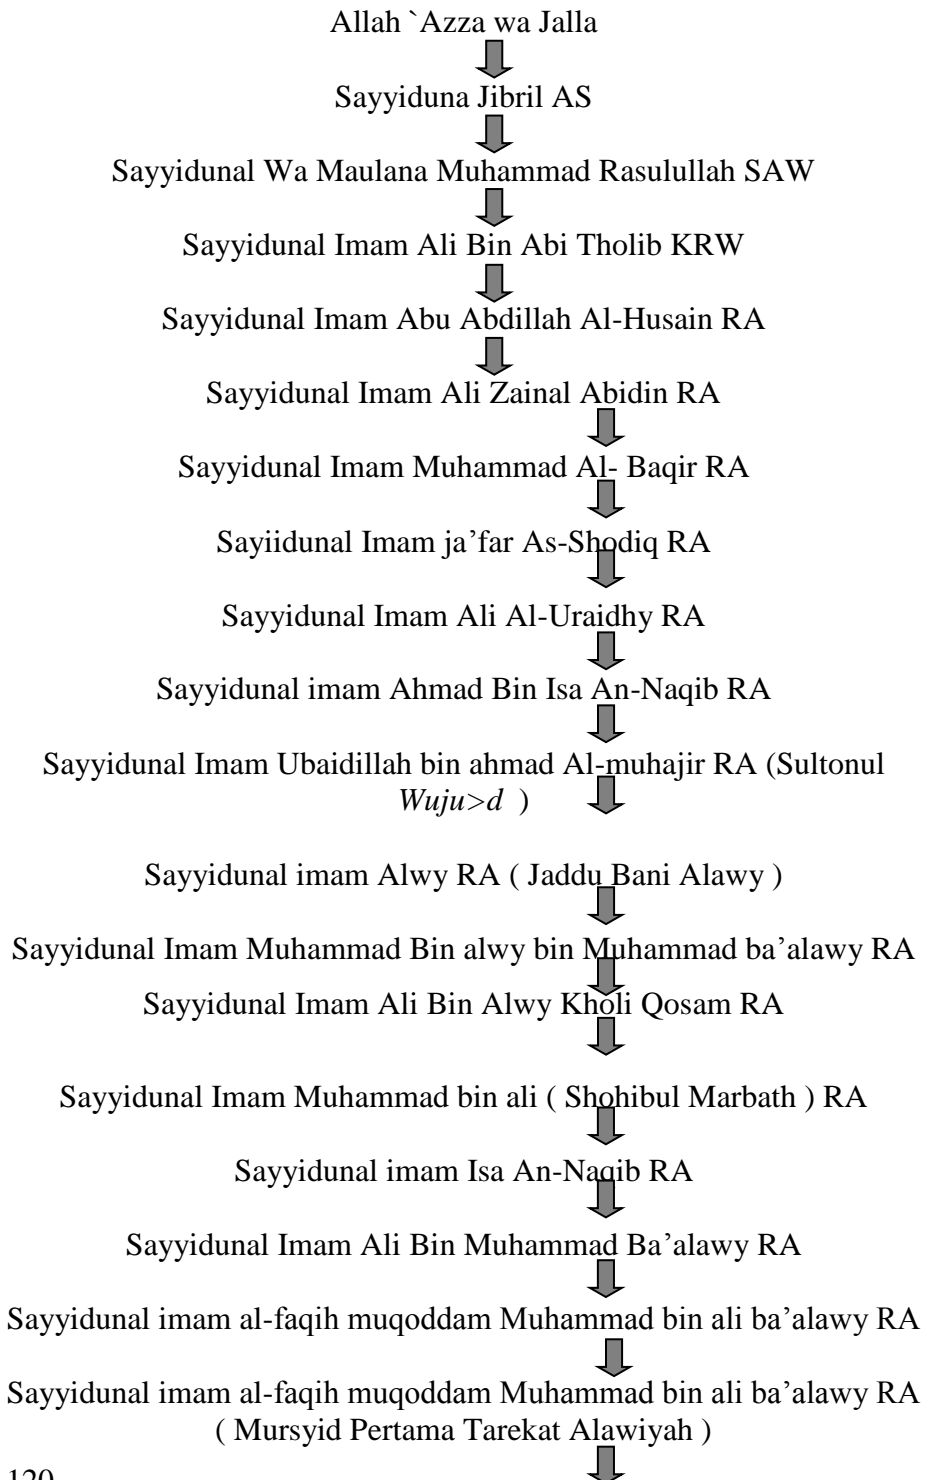 Allah `Azza wa Jalla
Sayyiduna Jibril AS
Sayyidunal Wa Maulana Muhammad Rasulullah SAW
Sayyidunal Imam Ali Bin Abi Tholib KRW
Sayyidunal Imam Abu Abdillah Al-Husain RA
Sayyidunal Imam Ali Zainal Abidin RA
Sayyidunal Imam Muhammad Al- Baqir RA
Sayiidunal Imam ja’far As-Shodiq RA
Sayyidunal Imam Ali Al-Uraidhy RA
Sayyidunal imam Ahmad Bin Isa An-Naqib RA
Sayyidunal Imam Ubaidillah bin ahmad Al-muhajir RA (Sultonul
Wuju>d )
Sayyidunal imam Alwy RA ( Jaddu Bani Alawy )
Sayyidunal Imam Muhammad Bin alwy bin Muhammad ba’alawy RA
Sayyidunal Imam Ali Bin Alwy Kholi Qosam RA
Sayyidunal Imam Muhammad bin ali ( Shohibul Marbath ) RA
Sayyidunal imam Isa An-Naqib RA
Sayyidunal Imam Ali Bin Muhammad Ba’alawy RA
Sayyidunal imam al-faqih muqoddam Muhammad bin ali ba’alawy RA
Sayyidunal imam al-faqih muqoddam Muhammad bin ali ba’alawy RA
( Mursyid Pertama Tarekat Alawiyah )
120